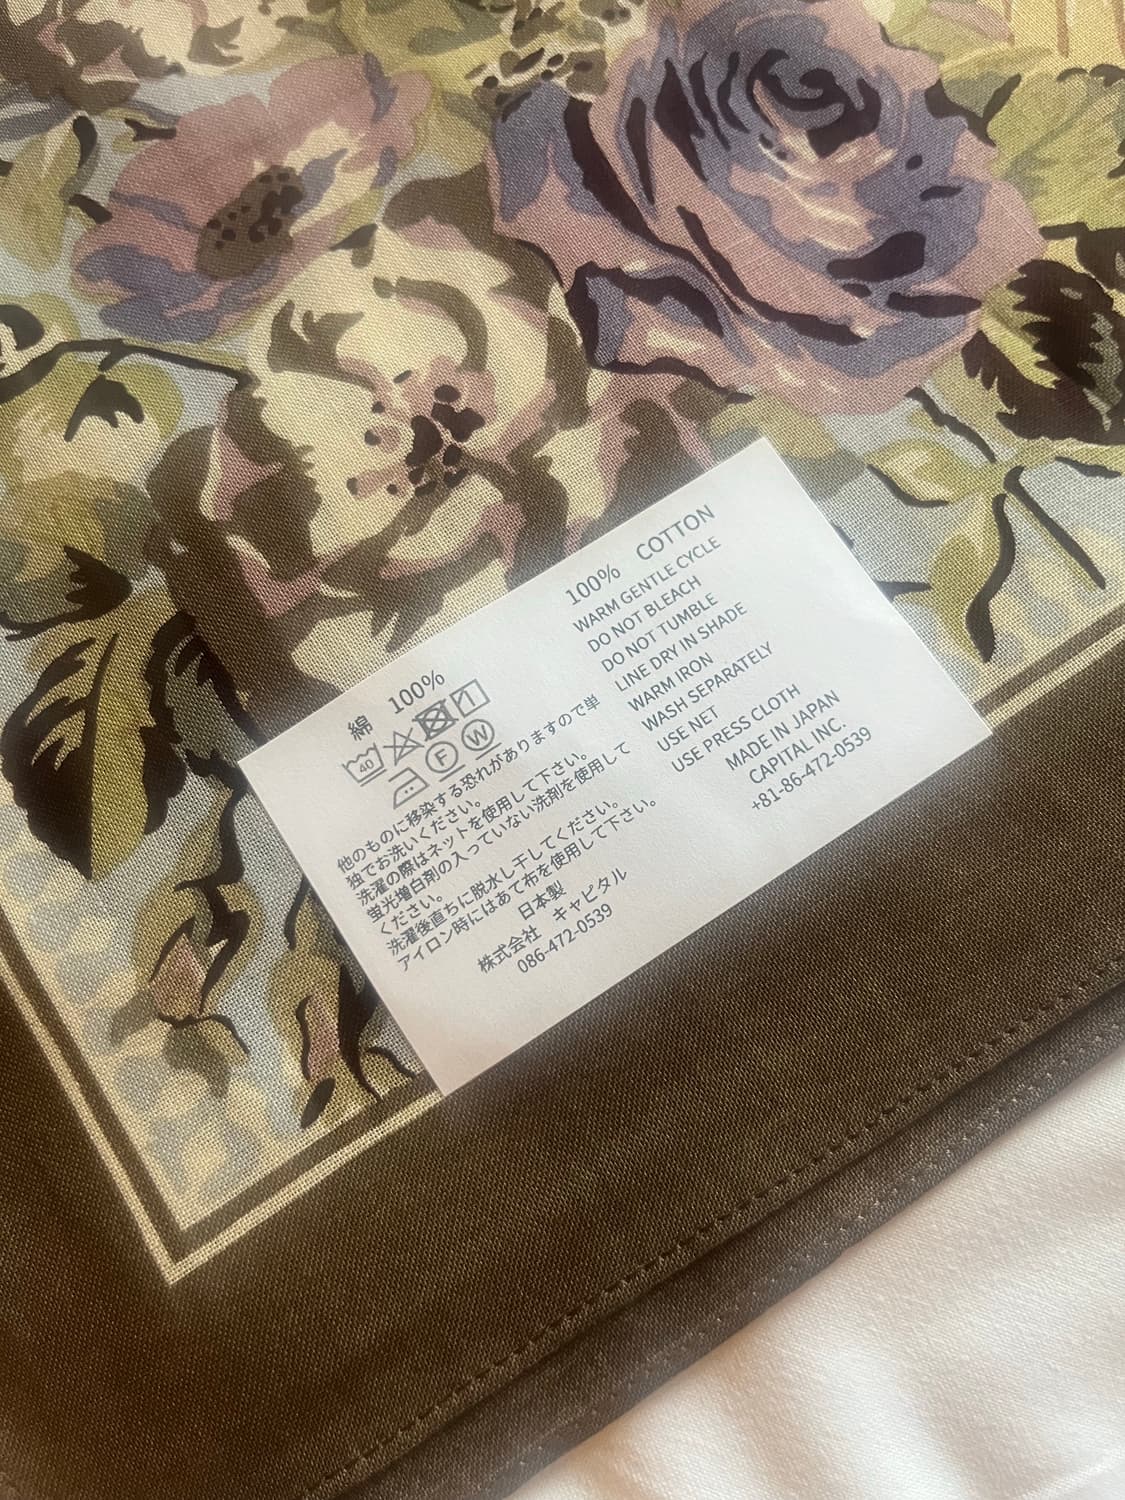 綿 100%
40
F W
他のものに移染する恐れがありますので単
独でお洗いください。
洗濯の際はネットを使用して下さい。
蛍光増白剤の入っていない洗剤を使用して
ください。
洗濯後直ちに脱水し干してください。
アイロン時にはあて布を使用して下さい。
日本製
株式会社 キャピタル
086-472-0539
100% COTTON
WARM GENTLE CYCLE
DO NOT BLEACH
DO NOT TUMBLE
LINE DRY IN SHADE
WARM IRON
WASH SEPARATELY
USE NET
USE PRESS CLOTH
MADE IN JAPAN
CAPITAL INC.
+81-86-472-0539